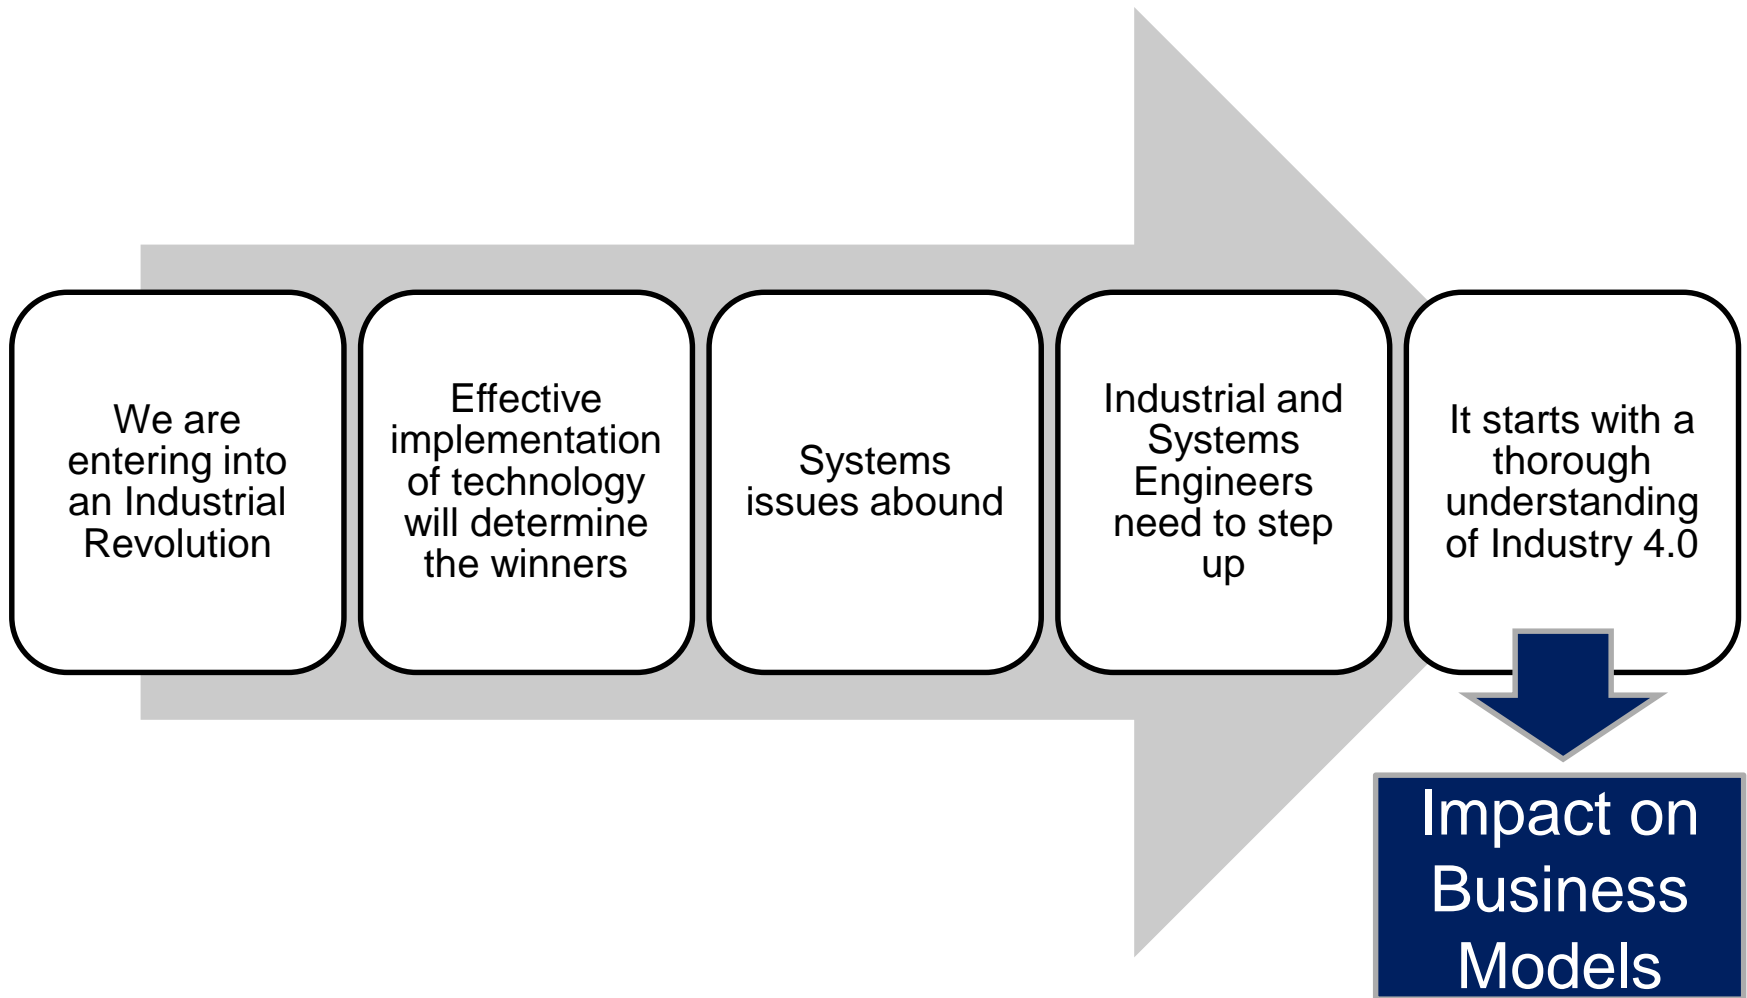 We are
entering into
an Industrial
Revolution
Effective
implementation
of technology
will determine
the winners
Systems
issues abound
Industrial and
Systems
Engineers
need to step
up
It starts with a
thorough
understanding
of Industry 4.0
Impact on
Business
Models